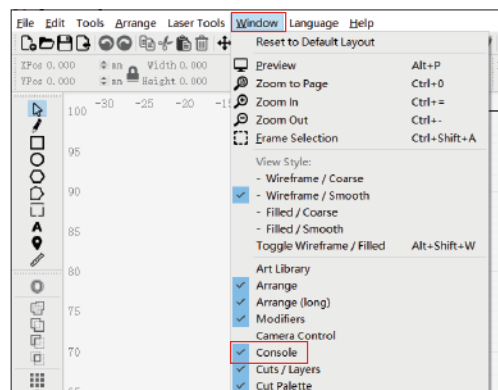 File Edit Tools Arrange Laser Tools Window Language Help
Reset to Default Layout
XPos 0.000 mm Width 0.000
YPos 0.000 mm Height 0.000
Preview Alt+P
Zoom to Page Ctrl+0
Zoom In Ctrl+=
Zoom Out Ctrl+-
Frame Selection Ctrl+Shift+A
View Style:
- Wireframe / Coarse
- Wireframe / Smooth
- Filled / Coarse
- Filled / Smooth
Toggle Wireframe / Filled Alt+Shift+W
Art Library
Arrange
Arrange (long)
Modifiers
Camera Control
Console
Cuts / Layers
Cut Palette
-30 -25 -20
100
95
90
85
80
75
70
A